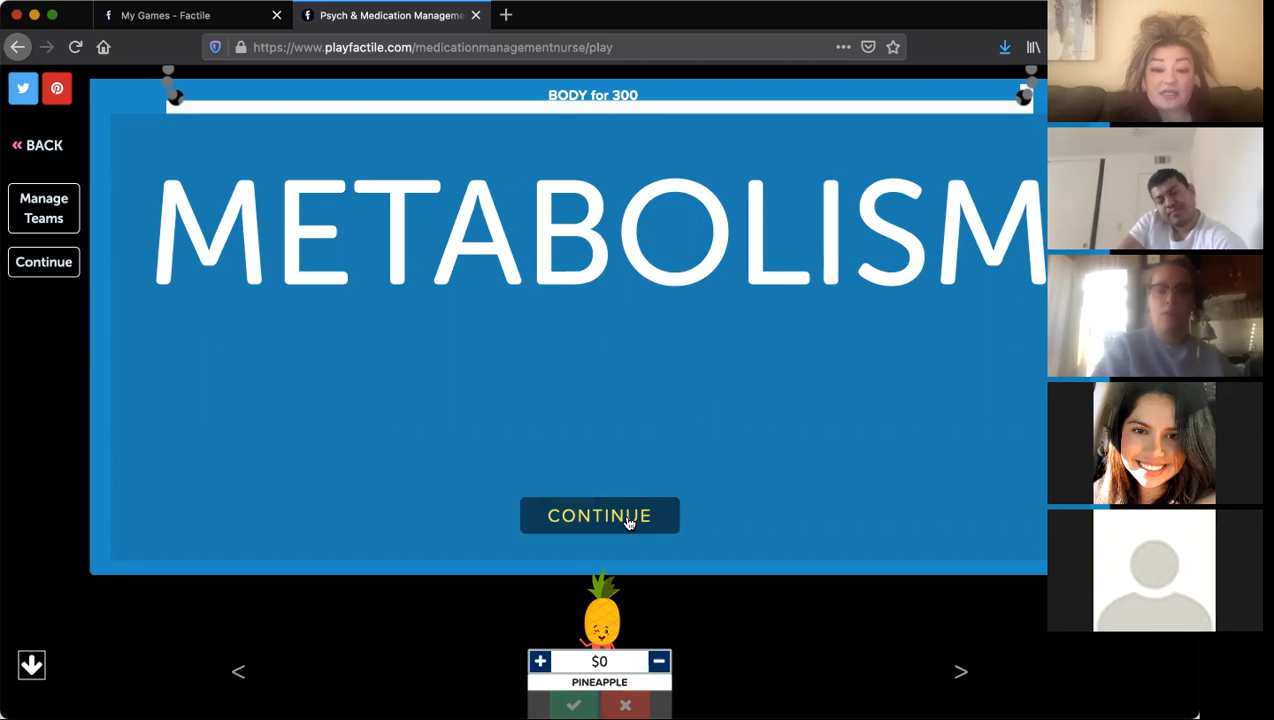 My Games - Factile
Psych & Medication Manageme
https://www.playfactile.com/medicationmanagementnurse/play
BODY for 300
« BACK
Manage
Teams
Continue
METABOLISM
CONTINUE
<
>
+ $0 −
PINEAPPLE